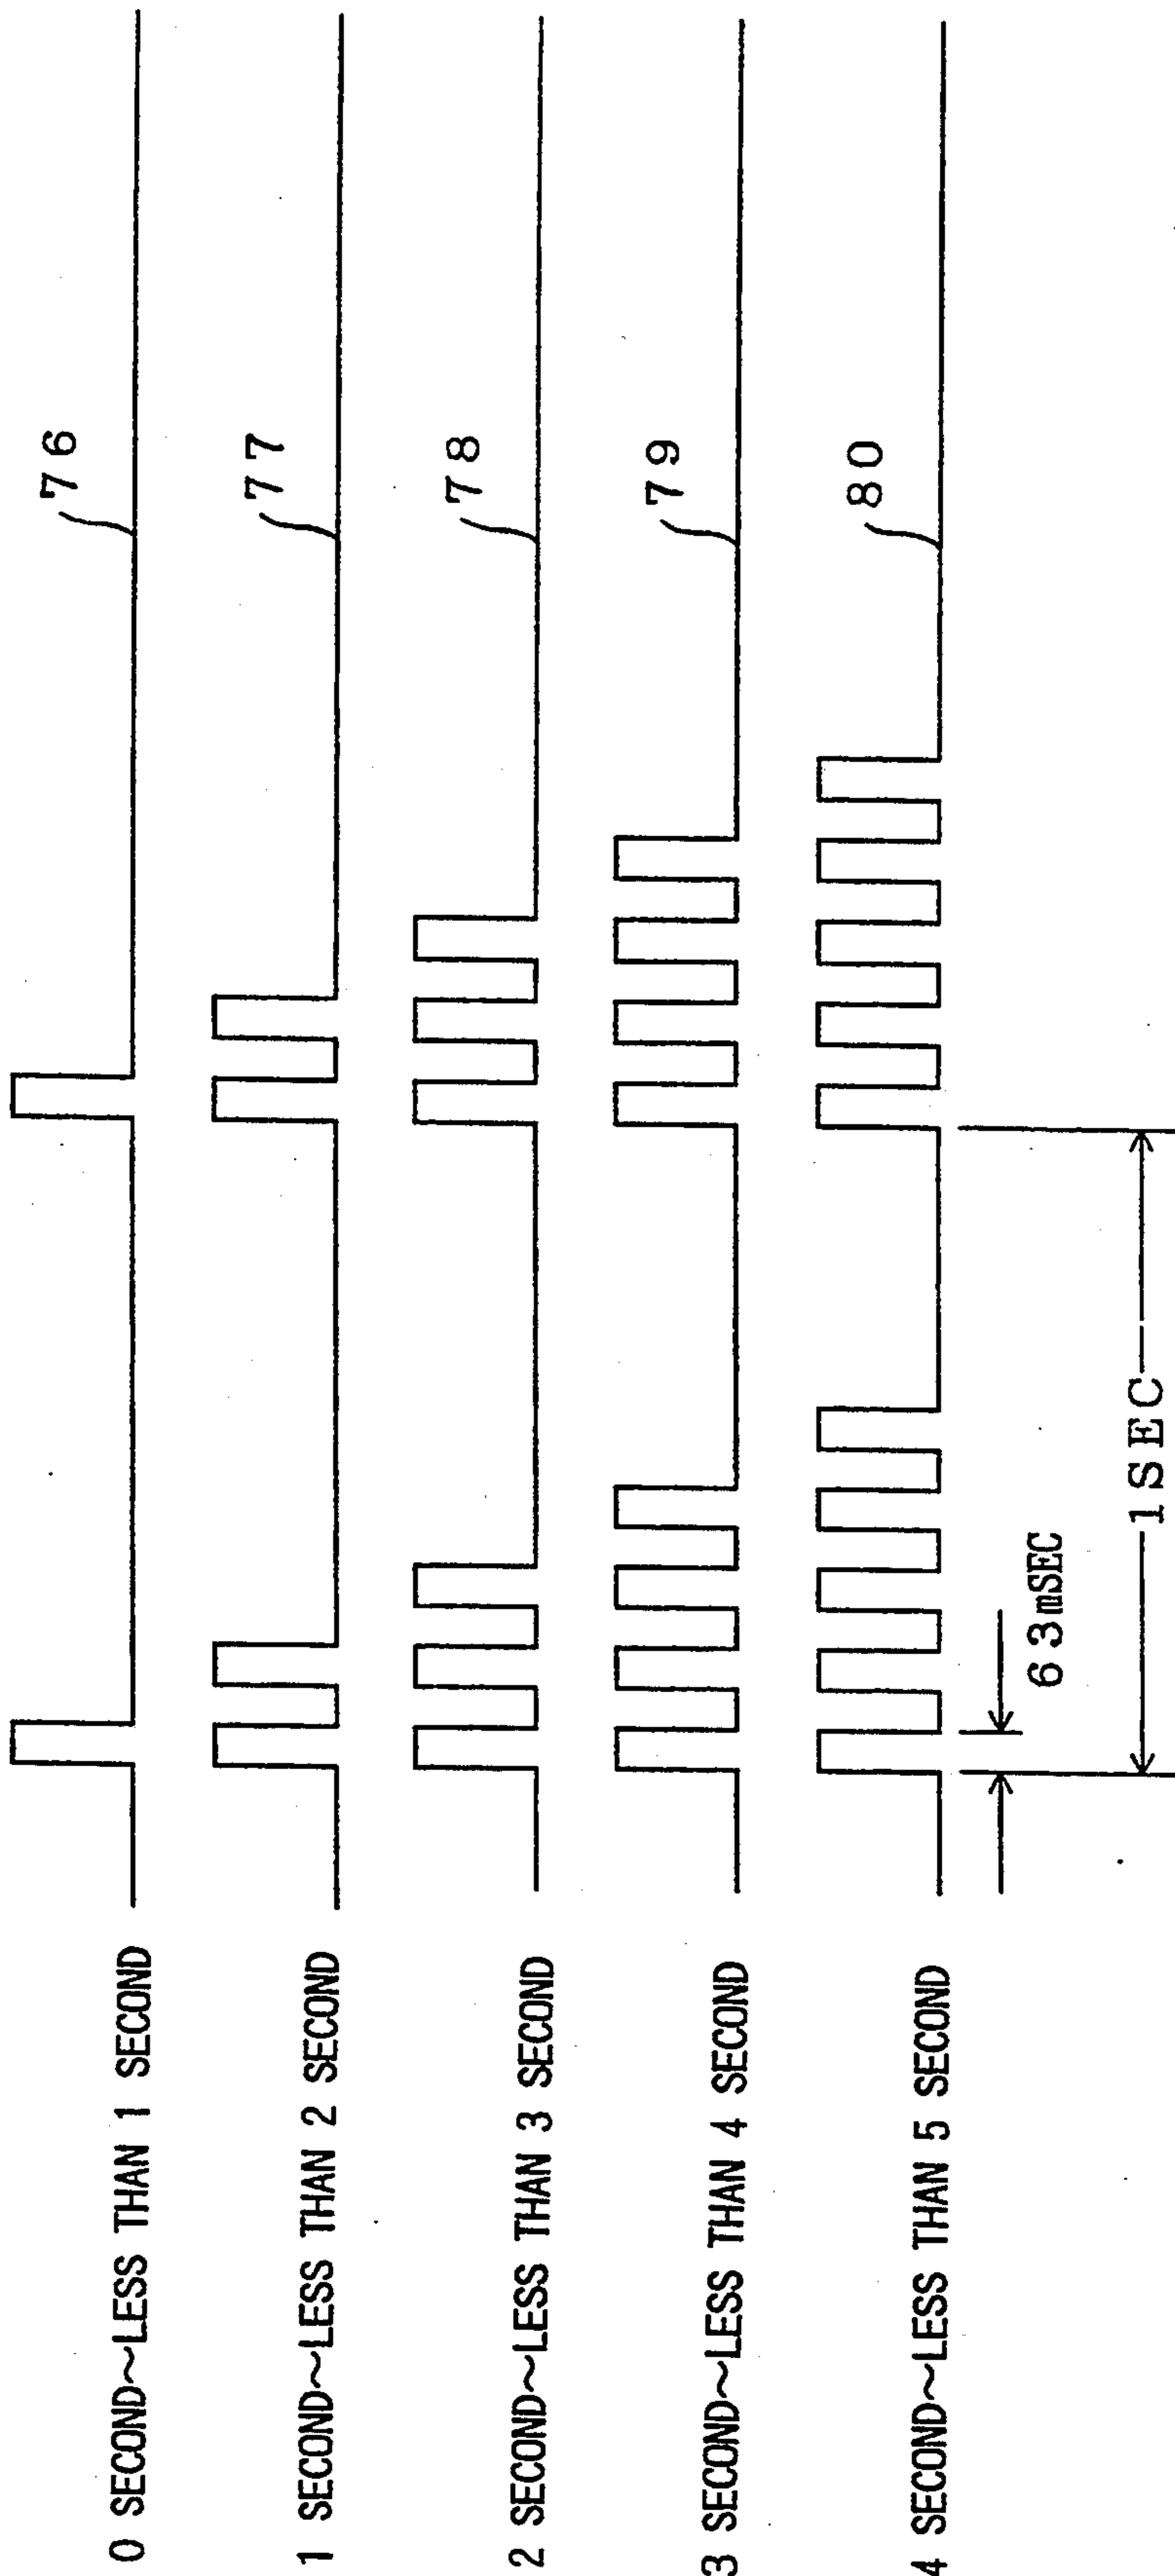 0 SECOND~LESS THAN 1 SECOND
76
1 SECOND~LESS THAN 2 SECOND
77
2 SECOND~LESS THAN 3 SECOND
78
3 SECOND~LESS THAN 4 SECOND
79
4 SECOND~LESS THAN 5 SECOND
80
63mSEC
1SEC